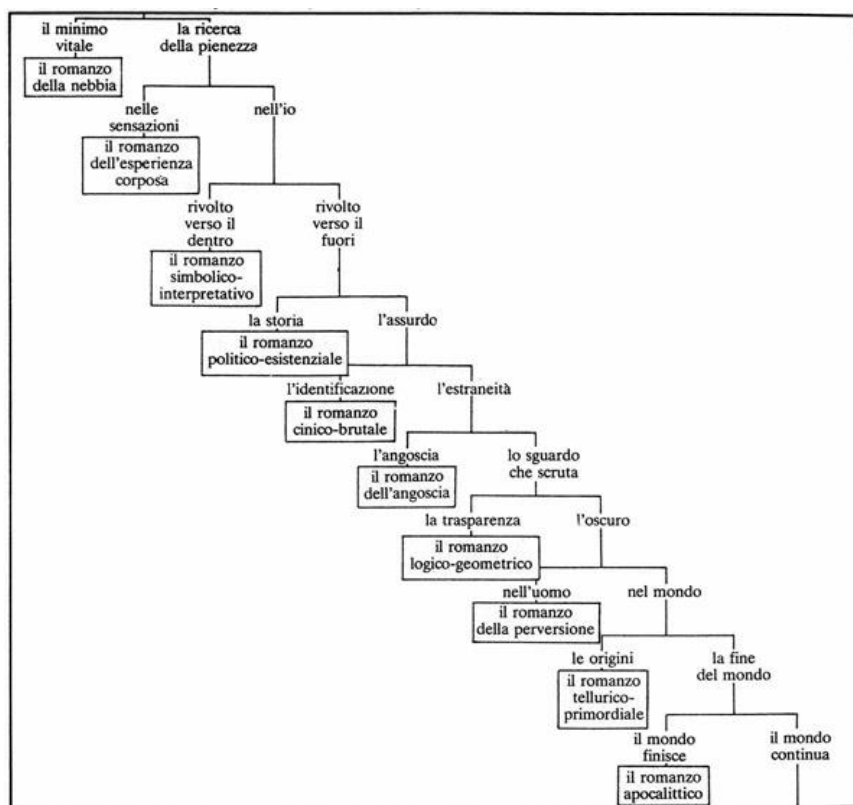 il minimo
vitale
la ricerca
della pienezza
il romanzo
della nebbia
nelle
sensazioni
nell'io
il romanzo
dell'esperienza
corposa
rivolto
verso il
dentro
rivolto
verso il
fuori
il romanzo
simbolico-
interpretativo
la storia
l'assurdo
il romanzo
politico-esistenziale
l'identificazione
l'estraneità
il romanzo
cinico-brutale
l'angoscia
lo sguardo
che scruta
il romanzo
dell'angoscia
la trasparenza
l'oscuro
il romanzo
logico-geometrico
nell'uomo
nel mondo
il romanzo
della perversione
le origini
la fine
del mondo
il romanzo
tellurico-
primordiale
il mondo
finisce
il mondo
continua
il romanzo
apocalittico